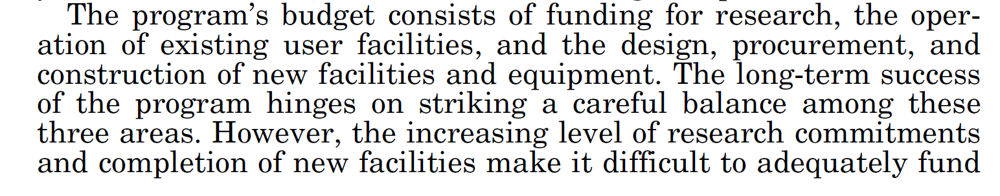 The program’s budget consists of funding for research, the oper-
ation of existing user facilities, and the design, procurement, and
construction of new facilities and equipment. The long-term success
of the program hinges on striking a careful balance among these
three areas. However, the increasing level of research commitments
and completion of new facilities make it difficult to adequately fund